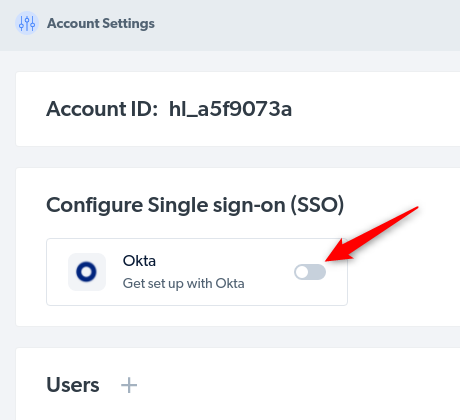 Account Settings
Account ID: hl_a5f9073a
Configure Single sign-on (SSO)
Okta
Get set up with Okta
Users +